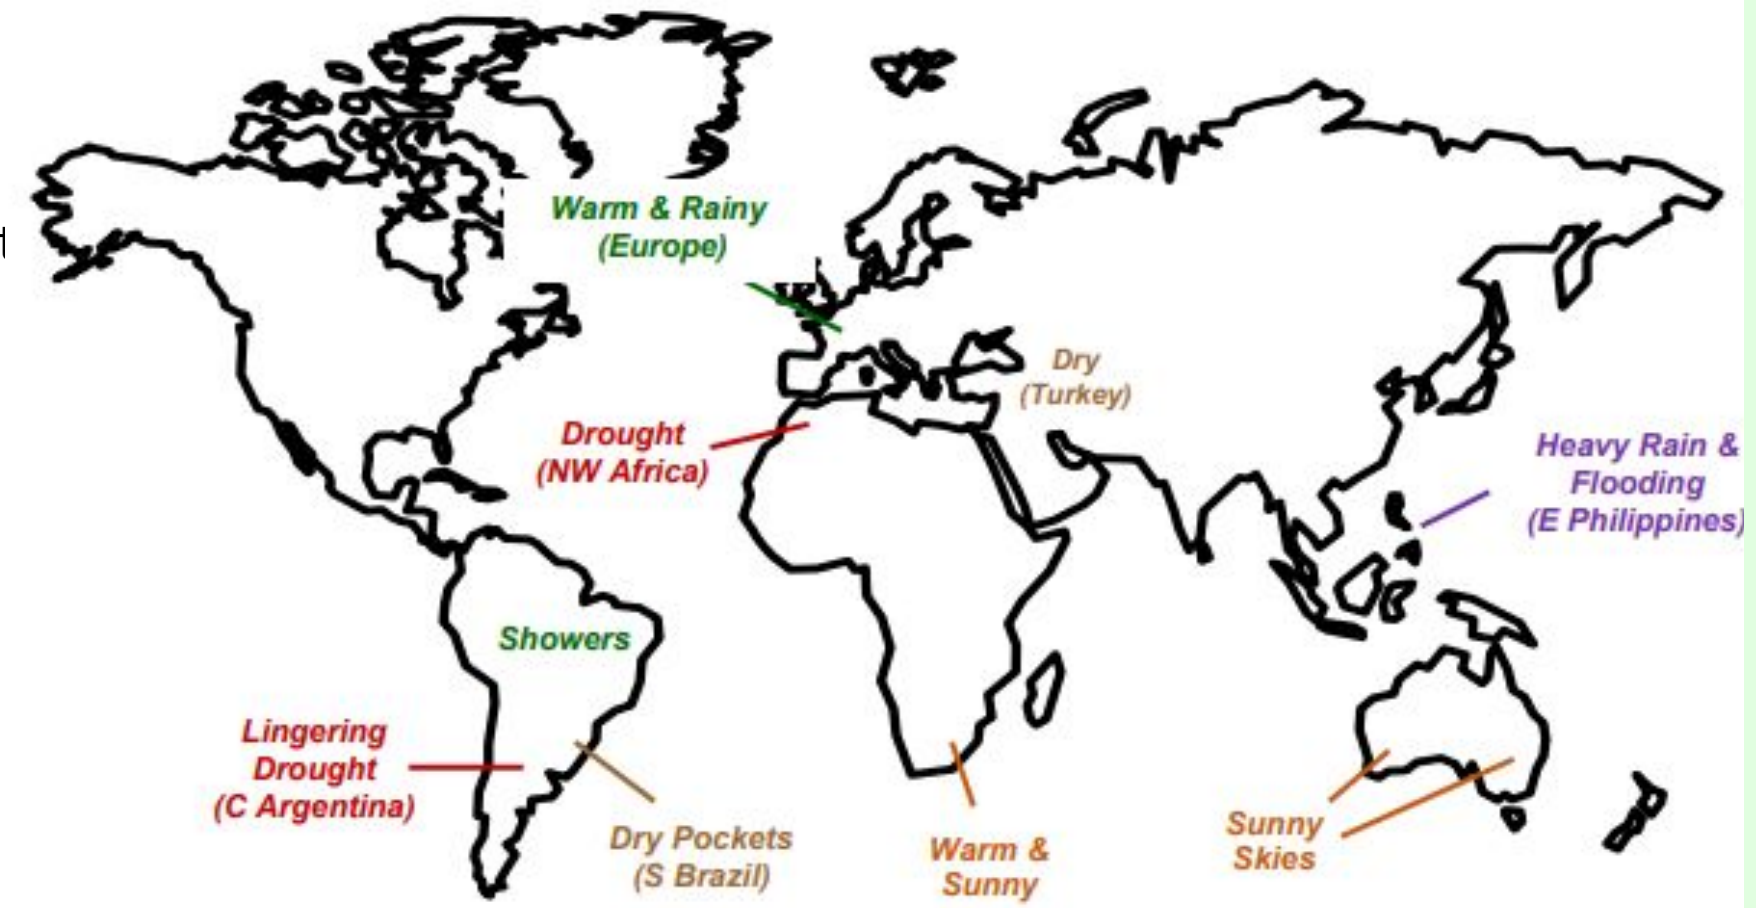 Warm & Rainy
(Europe)
Dry
(Turkey)
Drought
(NW Africa)
Heavy Rain &
Flooding
(E Philippines)
Showers
Lingering
Drought
(C Argentina)
Dry Pockets
(S Brazil)
Warm &
Sunny
Sunny
Skies